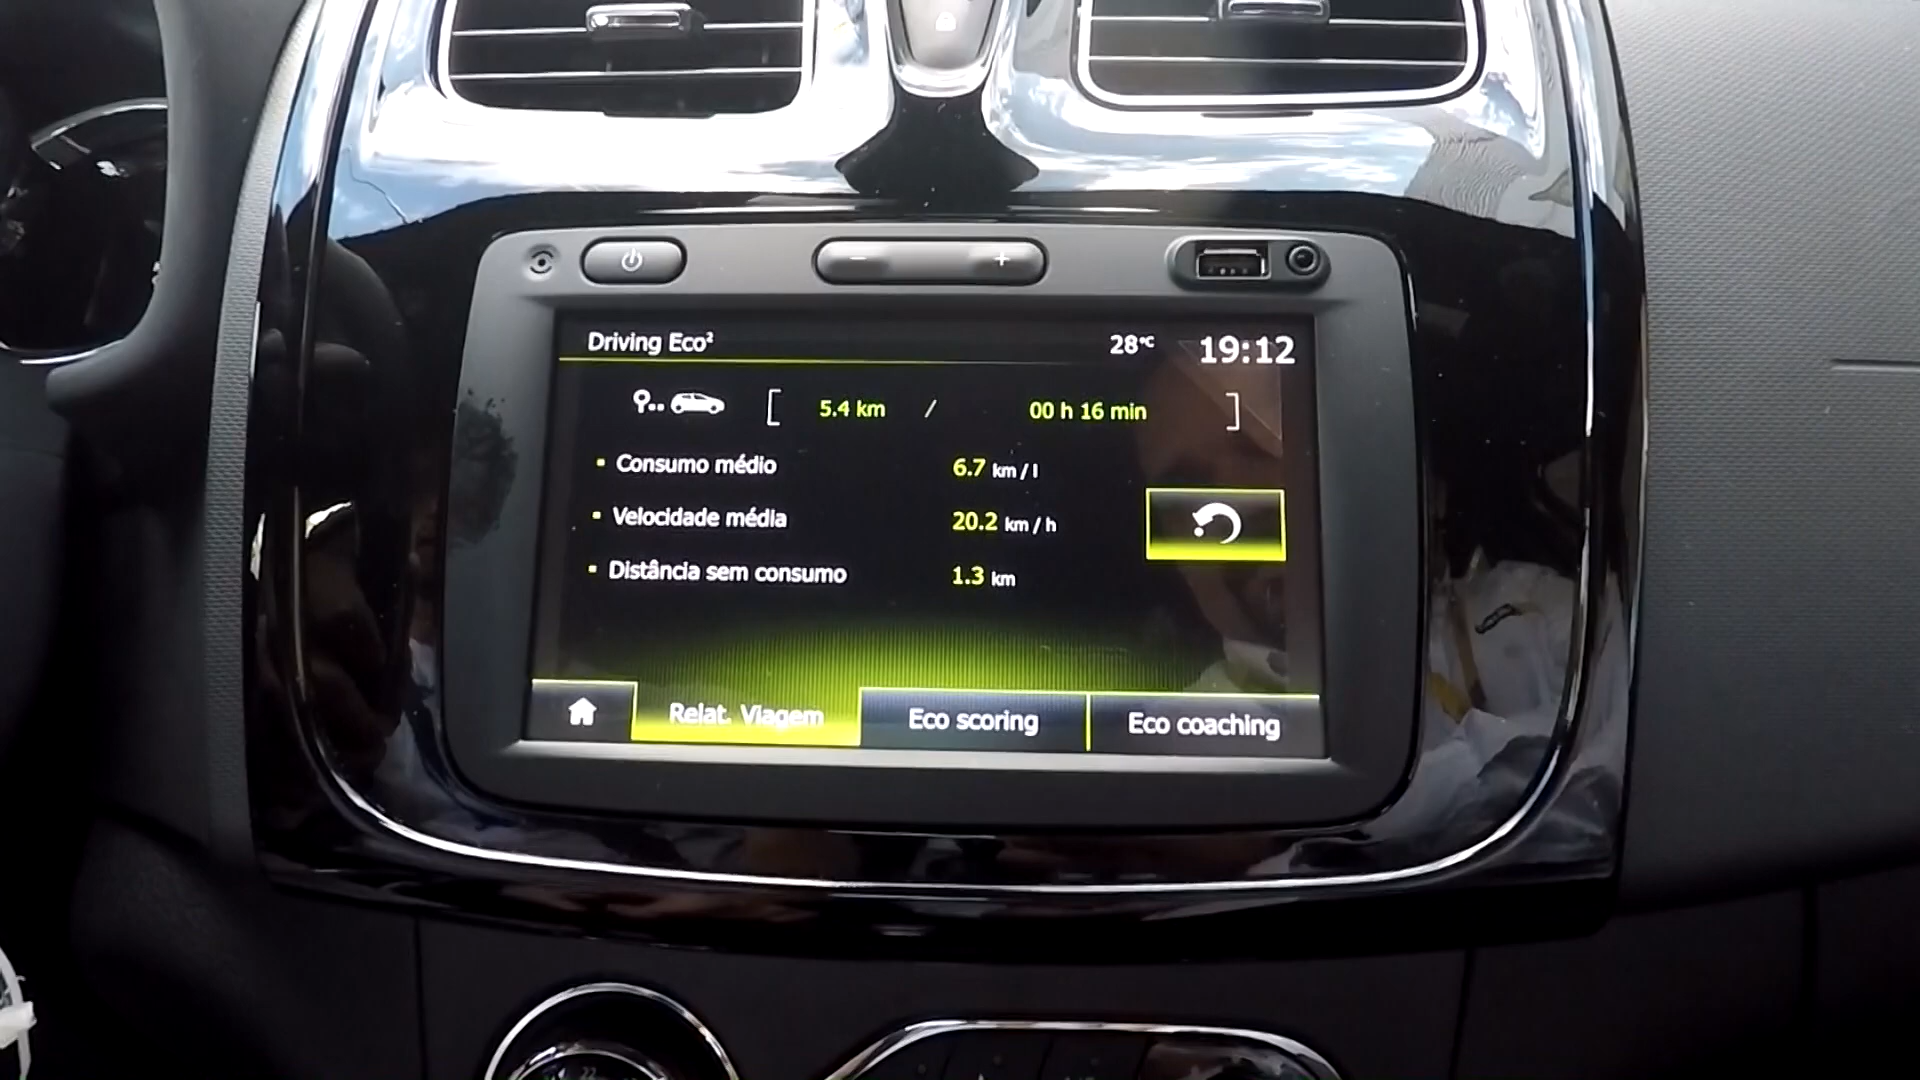 Driving Eco² 28°C 19:12
[ 5.4 km / 00 h 16 min ]
▪ Consumo médio 6.7 km / l
▪ Velocidade média 20.2 km / h
▪ Distância sem consumo 1.3 km
Relat. Viagem Eco scoring Eco coaching
22